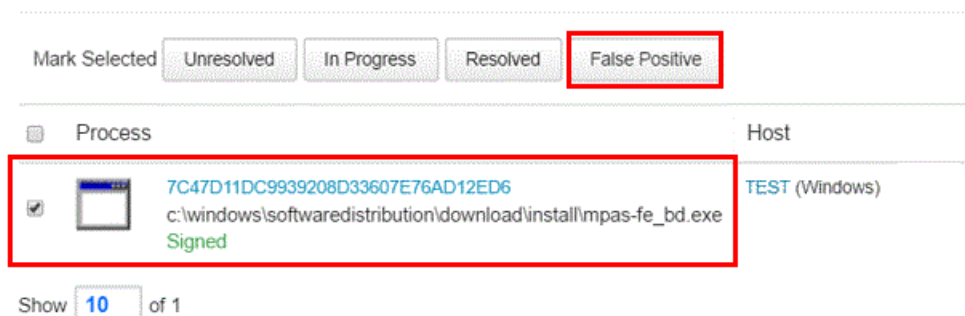 Mark Selected Unresolved In Progress Resolved False Positive
Process Host
7C47D11DC9939208D33607E76AD12ED6 TEST (Windows)
c:\windows\softwaredistribution\download\install\mpas-fe_bd.exe
Signed
Show 10 of 1